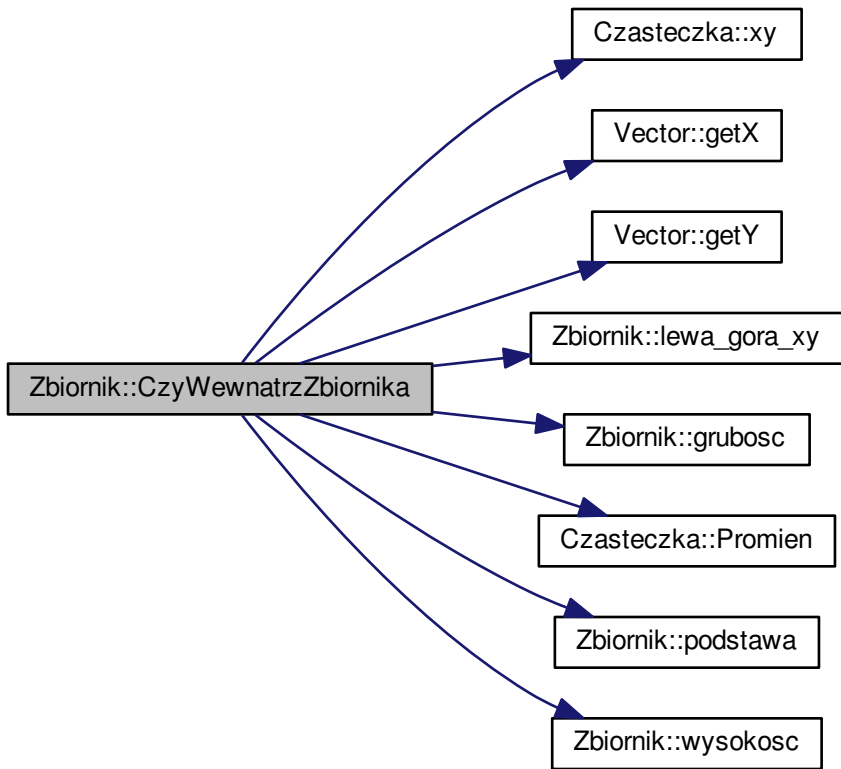 Czasteczka::xy
Vector::getX
Vector::getY
Zbiornik::lewa_gora_xy
Zbiornik::CzyWewnatrzZbiornika
Zbiornik::grubosc
Czasteczka::Promien
Zbiornik::podstawa
Zbiornik::wysokosc